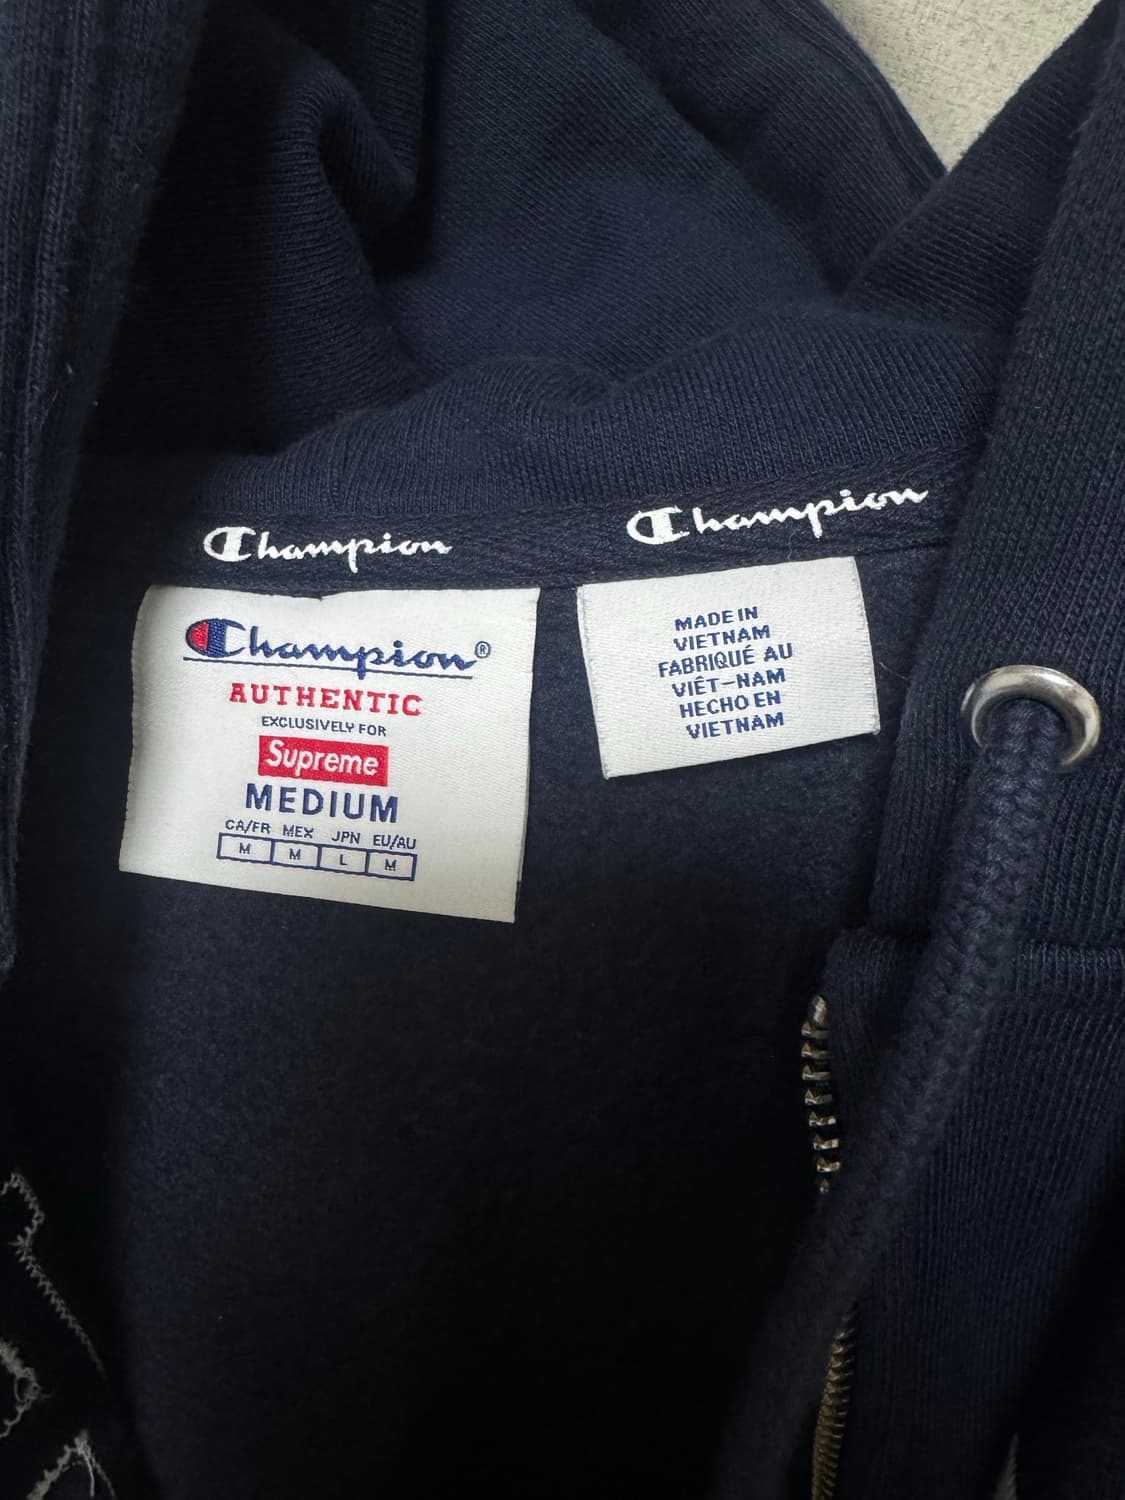 Champion Champion
Champion®
AUTHENTIC
EXCLUSIVELY FOR
Supreme
MEDIUM
CA/FR MEX JPN EU/AU
M M L M
MADE IN
VIETNAM
FABRIQUÉ AU
VIÊT-NAM
HECHO EN
VIETNAM